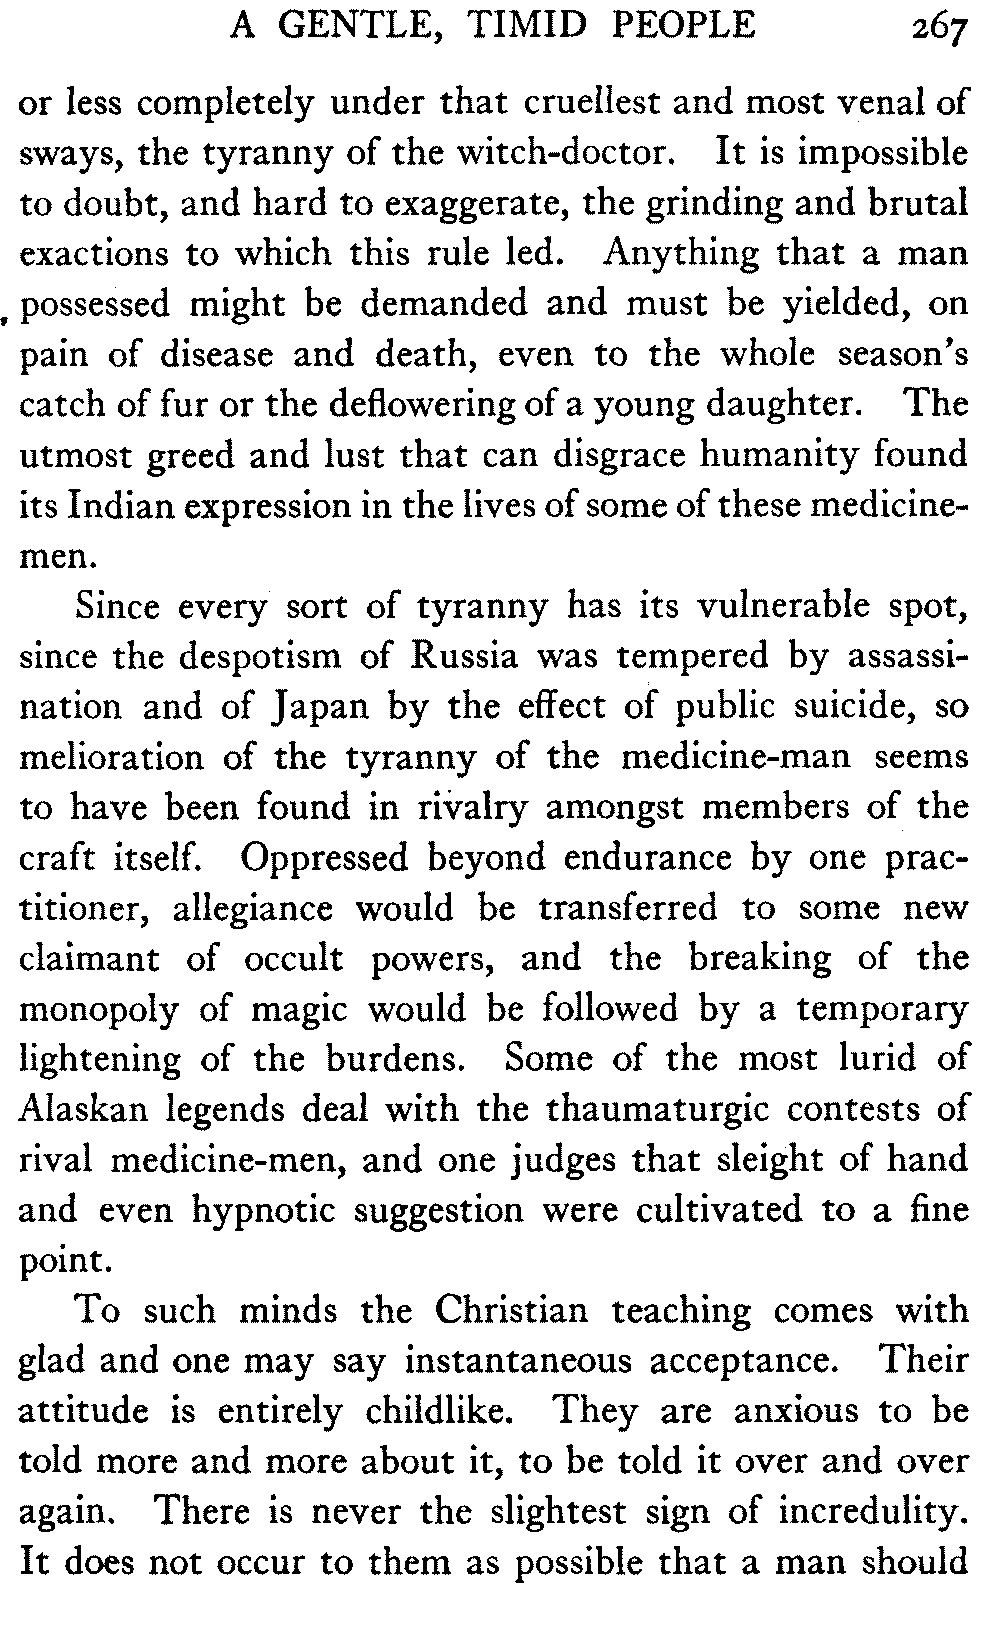 A GENTLE, TIMID PEOPLE 267
or less completely under that cruellest and most venal of
sways, the tyranny of the witch-doctor. It is impossible
to doubt, and hard to exaggerate, the grinding and brutal
exactions to which this rule led. Anything that a man
possessed might be demanded and must be yielded, on
pain of disease and death, even to the whole season's
catch of fur or the deflowering of a young daughter. The
utmost greed and lust that can disgrace humanity found
its Indian expression in the lives of some of these medicine-
men.
Since every sort of tyranny has its vulnerable spot,
since the despotism of Russia was tempered by assassi-
nation and of Japan by the effect of public suicide, so
melioration of the tyranny of the medicine-man seems
to have been found in rivalry amongst members of the
craft itself. Oppressed beyond endurance by one prac-
titioner, allegiance would be transferred to some new
claimant of occult powers, and the breaking of the
monopoly of magic would be followed by a temporary
lightening of the burdens. Some of the most lurid of
Alaskan legends deal with the thaumaturgic contests of
rival medicine-men, and one judges that sleight of hand
and even hypnotic suggestion were cultivated to a fine
point.
To such minds the Christian teaching comes with
glad and one may say instantaneous acceptance. Their
attitude is entirely childlike. They are anxious to be
told more and more about it, to be told it over and over
again. There is never the slightest sign of incredulity.
It does not occur to them as possible that a man should